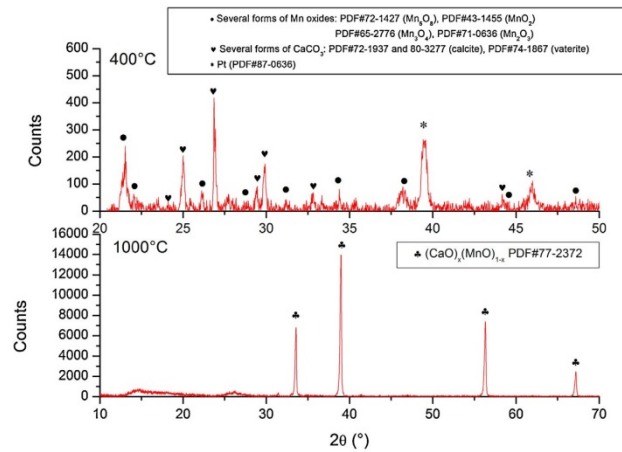 ● Several forms of Mn oxides: PDF#72-1427 (Mn₅O₈), PDF#43-1455 (MnO₂)
PDF#65-2776 (Mn₃O₄), PDF#71-0636 (Mn₂O₃)
♥ Several forms of CaCO₃: PDF#72-1937 and 80-3277 (calcite), PDF#74-1867 (vaterite)
* Pt (PDF#87-0636)
400°C
Counts
600
500
400
300
200
100
0
20 25 30 35 40 45 50
1000°C
♣ (CaO)ₓ(MnO)₁₋ₓ PDF#77-2372
Counts
16000
14000
12000
10000
8000
6000
4000
2000
0
10 20 30 40 50 60 70
2θ (°)